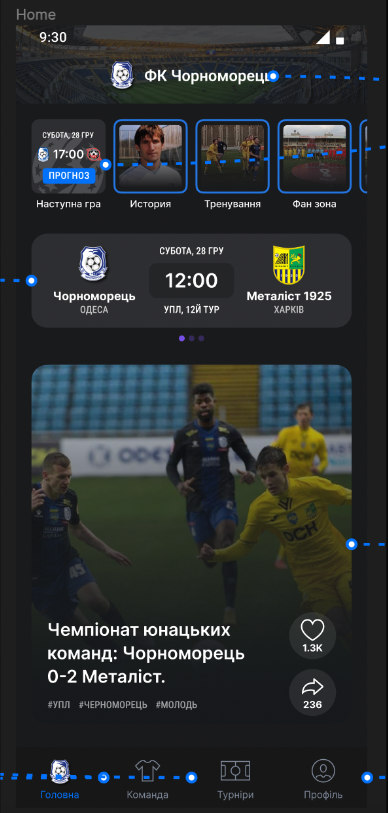 Home
9:30
ФК Чорноморець
СУБОТА, 28 ГРУ
17:00
ПРОГНОЗ
Наступна гра
История
Тренування
Фан зона
СУБОТА, 28 ГРУ
12:00
Чорноморець
ОДЕСА
Металіст 1925
ХАРКІВ
УПЛ, 12Й ТУР
DCH
Чемпіонат юнацьких
команд: Чорноморець
0-2 Металіст.
#УПЛ #ЧЕРНОМОРЕЦЬ #МОЛОДЬ
1.3K
236
Головна
Команда
Турніри
Профіль